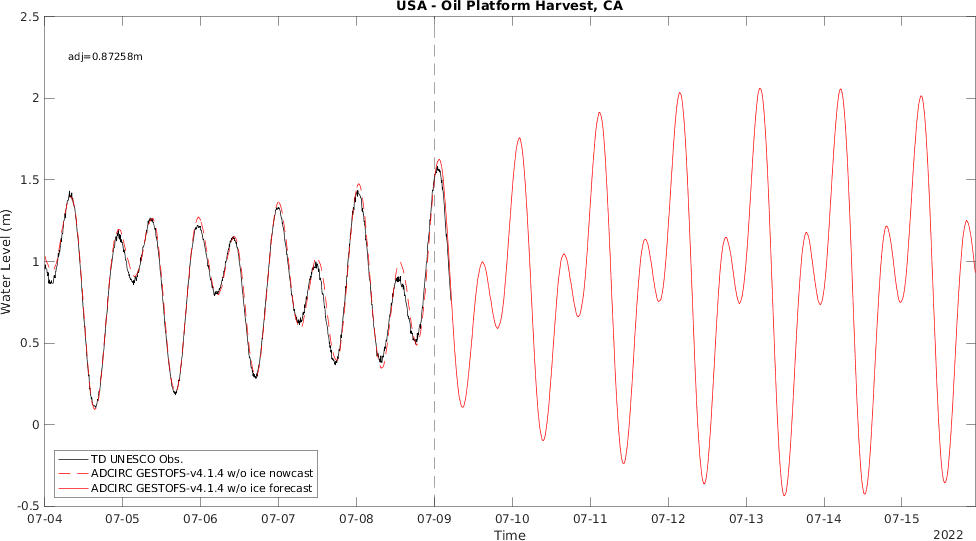 USA - Oil Platform Harvest, CA
2.5
adj=0.87258m
2
1.5
1
0.5
0
-0.5
Water Level (m)
TD UNESCO Obs.
ADCIRC GESTOFS-v4.1.4 w/o ice nowcast
ADCIRC GESTOFS-v4.1.4 w/o ice forecast
07-04 07-05 07-06 07-07 07-08 07-09 07-10 07-11 07-12 07-13 07-14 07-15
Time
2022